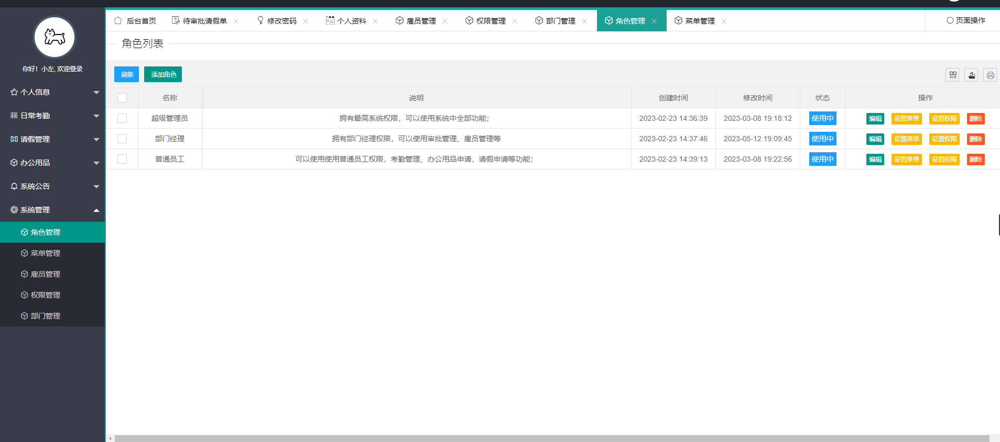 你好！小左, 欢迎登录
个人信息
日常考勤
请假管理
办公用品
系统公告
系统管理
角色管理
菜单管理
雇员管理
权限管理
部门管理
后台首页 待审批请假单 修改密码 个人资料 雇员管理 权限管理 部门管理 角色管理 菜单管理 页面操作
角色列表
刷新 添加角色
名称 说明 创建时间 修改时间 状态 操作
超级管理员 拥有最高系统权限，可以使用系统中全部功能； 2023-02-23 14:36:39 2023-03-08 19:18:12 使用中 编辑 设置菜单 设置权限 删除
部门经理 拥有部门经理权限，可以使用审批管理、雇员管理等 2023-02-23 14:37:46 2023-05-12 19:09:45 使用中 编辑 设置菜单 设置权限 删除
普通员工 可以使用使用普通员工权限，考勤管理、办公用品申请，请假申请等功能； 2023-02-23 14:39:13 2023-03-08 19:22:56 使用中 编辑 设置菜单 设置权限 删除